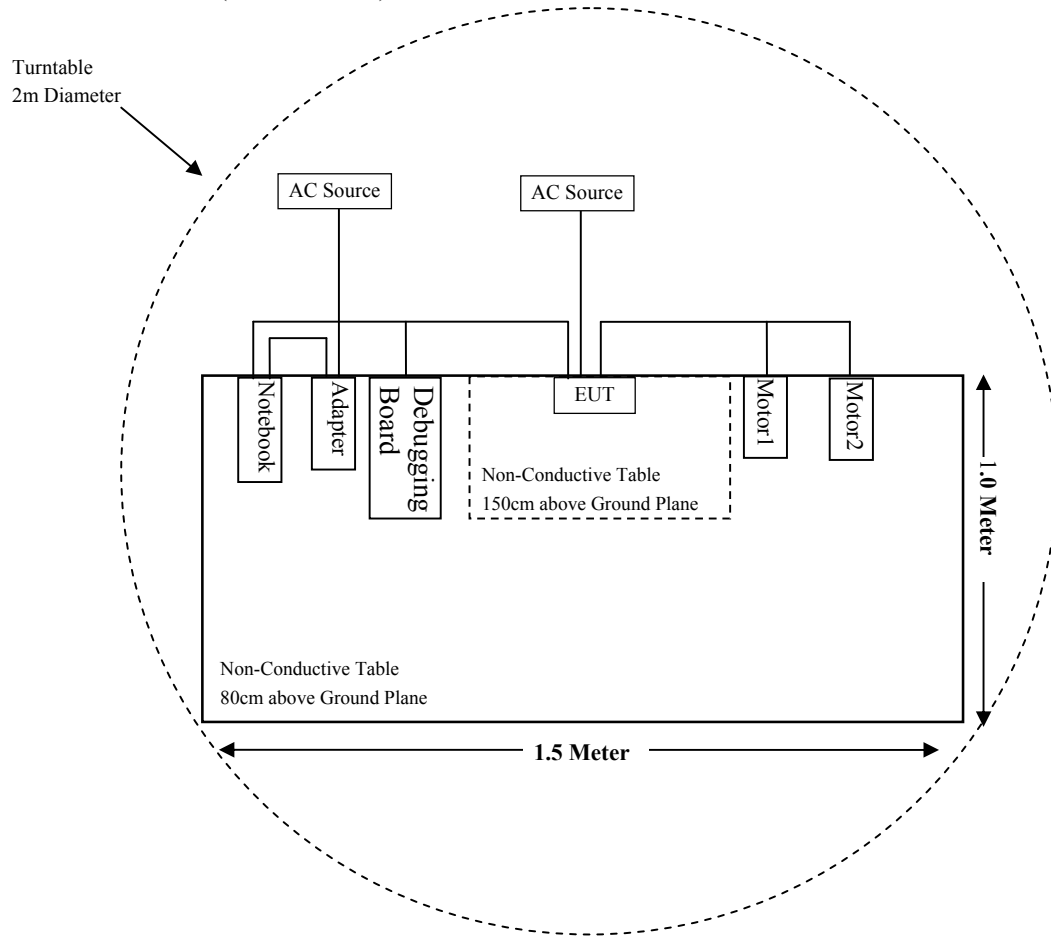 Turntable
2m Diameter
AC Source
AC Source
Notebook
Adapter
Debugging
Board
EUT
Motor1
Motor2
Non-Conductive Table
150cm above Ground Plane
1.0 Meter
Non-Conductive Table
80cm above Ground Plane
1.5 Meter